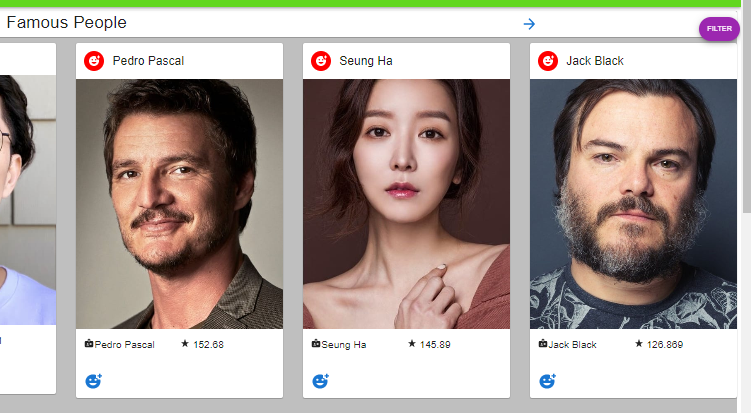 Famous People
FILTER
Pedro Pascal
Seung Ha
Jack Black
Pedro Pascal ★ 152.68
Seung Ha ★ 145.89
Jack Black ★ 126.869